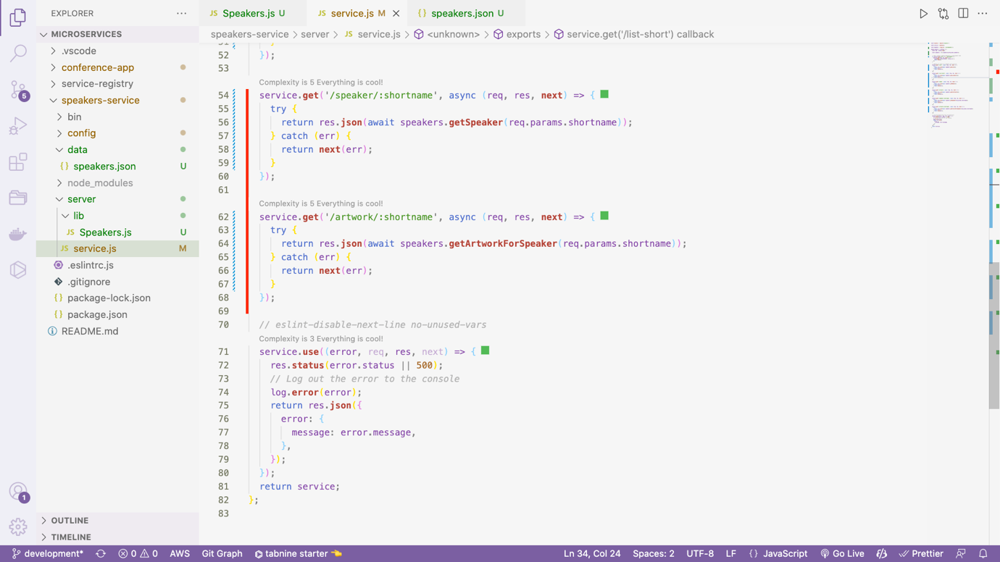 EXPLORER
MICROSERVICES
.vscode
conference-app
service-registry
speakers-service
bin
config
data
{} speakers.json U
node_modules
server
lib
JS Speakers.js U
JS service.js M
.eslintrc.js
.gitignore
{} package-lock.json
{} package.json
README.md
OUTLINE
TIMELINE
5
1
JS Speakers.js U
JS service.js M
{} speakers.json U
speakers-service > server > JS service.js > <unknown> > exports > service.get('/list-short') callback
52 });
53
Complexity is 5 Everything is cool!
54 service.get('/speaker/:shortname', async (req, res, next) => {
55 try {
56 return res.json(await speakers.getSpeaker(req.params.shortname));
57 } catch (err) {
58 return next(err);
59 }
60 });
61
Complexity is 5 Everything is cool!
62 service.get('/artwork/:shortname', async (req, res, next) => {
63 try {
64 return res.json(await speakers.getArtworkForSpeaker(req.params.shortname));
65 } catch (err) {
66 return next(err);
67 }
68 });
69
70 // eslint-disable-next-line no-unused-vars
Complexity is 3 Everything is cool!
71 service.use((error, req, res, next) => {
72 res.status(error.status || 500);
73 // Log out the error to the console
74 log.error(error);
75 return res.json({
76 error: {
77 message: error.message,
78 },
79 });
80 });
81 return service;
82 };
83
development* 0 0 AWS Git Graph tabnine starter Ln 34, Col 24 Spaces: 2 UTF-8 LF {} JavaScript Go Live Prettier